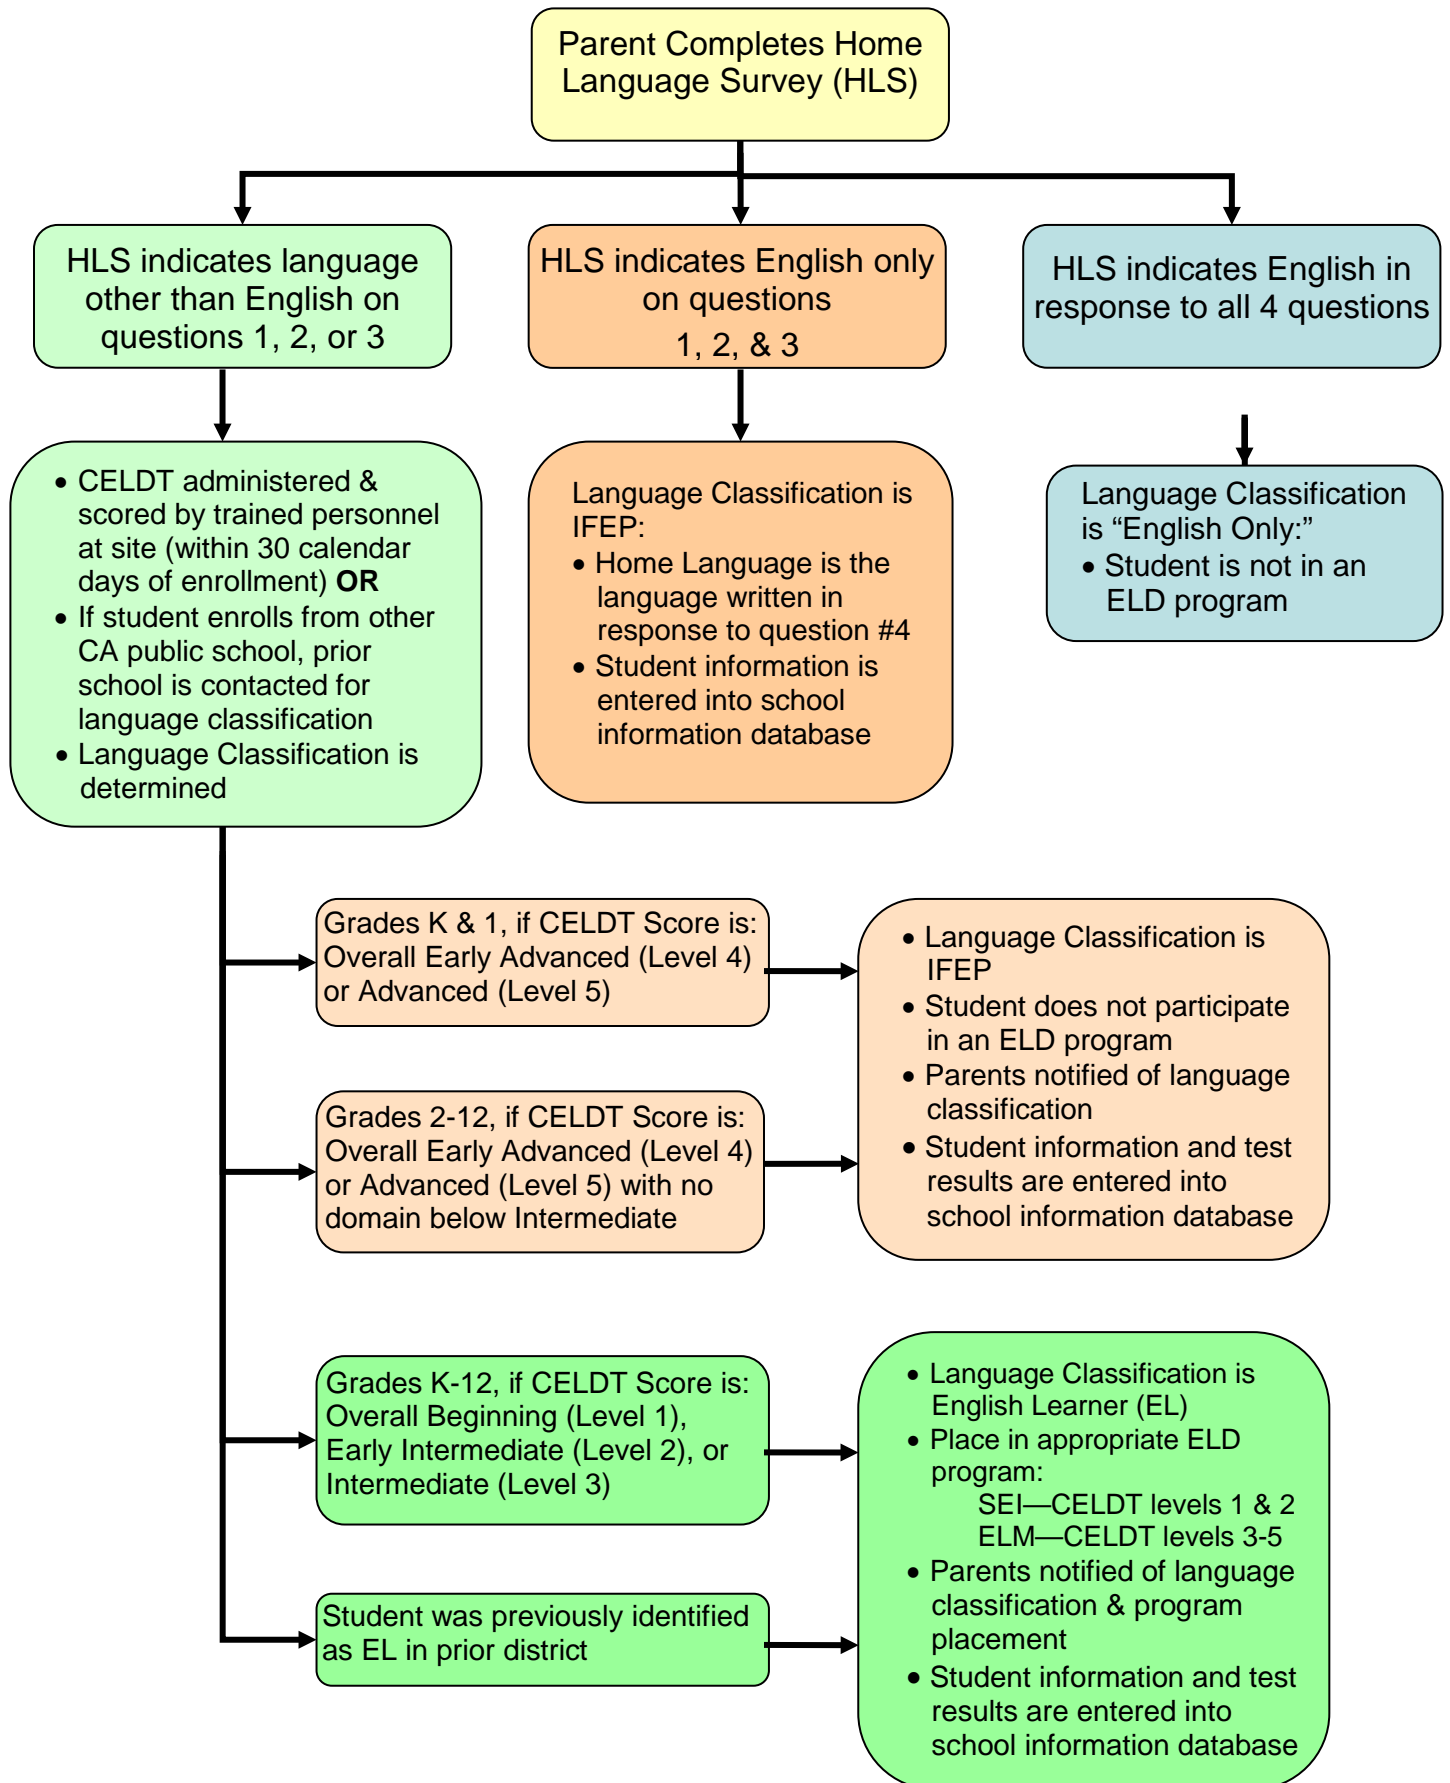 Parent Completes Home
Language Survey (HLS)
HLS indicates language
other than English on
questions 1, 2, or 3
HLS indicates English only
on questions
1, 2, & 3
HLS indicates English in
response to all 4 questions
• CELDT administered &
scored by trained personnel
at site (within 30 calendar
days of enrollment) OR
• If student enrolls from other
CA public school, prior
school is contacted for
language classification
• Language Classification is
determined
Language Classification is
IFEP:
• Home Language is the
language written in
response to question #4
• Student information is
entered into school
information database
Language Classification
is “English Only:”
• Student is not in an
ELD program
Grades K & 1, if CELDT Score is:
Overall Early Advanced (Level 4)
or Advanced (Level 5)
Grades 2-12, if CELDT Score is:
Overall Early Advanced (Level 4)
or Advanced (Level 5) with no
domain below Intermediate
• Language Classification is
IFEP
• Student does not participate
in an ELD program
• Parents notified of language
classification
• Student information and test
results are entered into
school information database
Grades K-12, if CELDT Score is:
Overall Beginning (Level 1),
Early Intermediate (Level 2), or
Intermediate (Level 3)
Student was previously identified
as EL in prior district
• Language Classification is
English Learner (EL)
• Place in appropriate ELD
program:
SEI—CELDT levels 1 & 2
ELM—CELDT levels 3-5
• Parents notified of language
classification & program
placement
• Student information and test
results are entered into
school information database